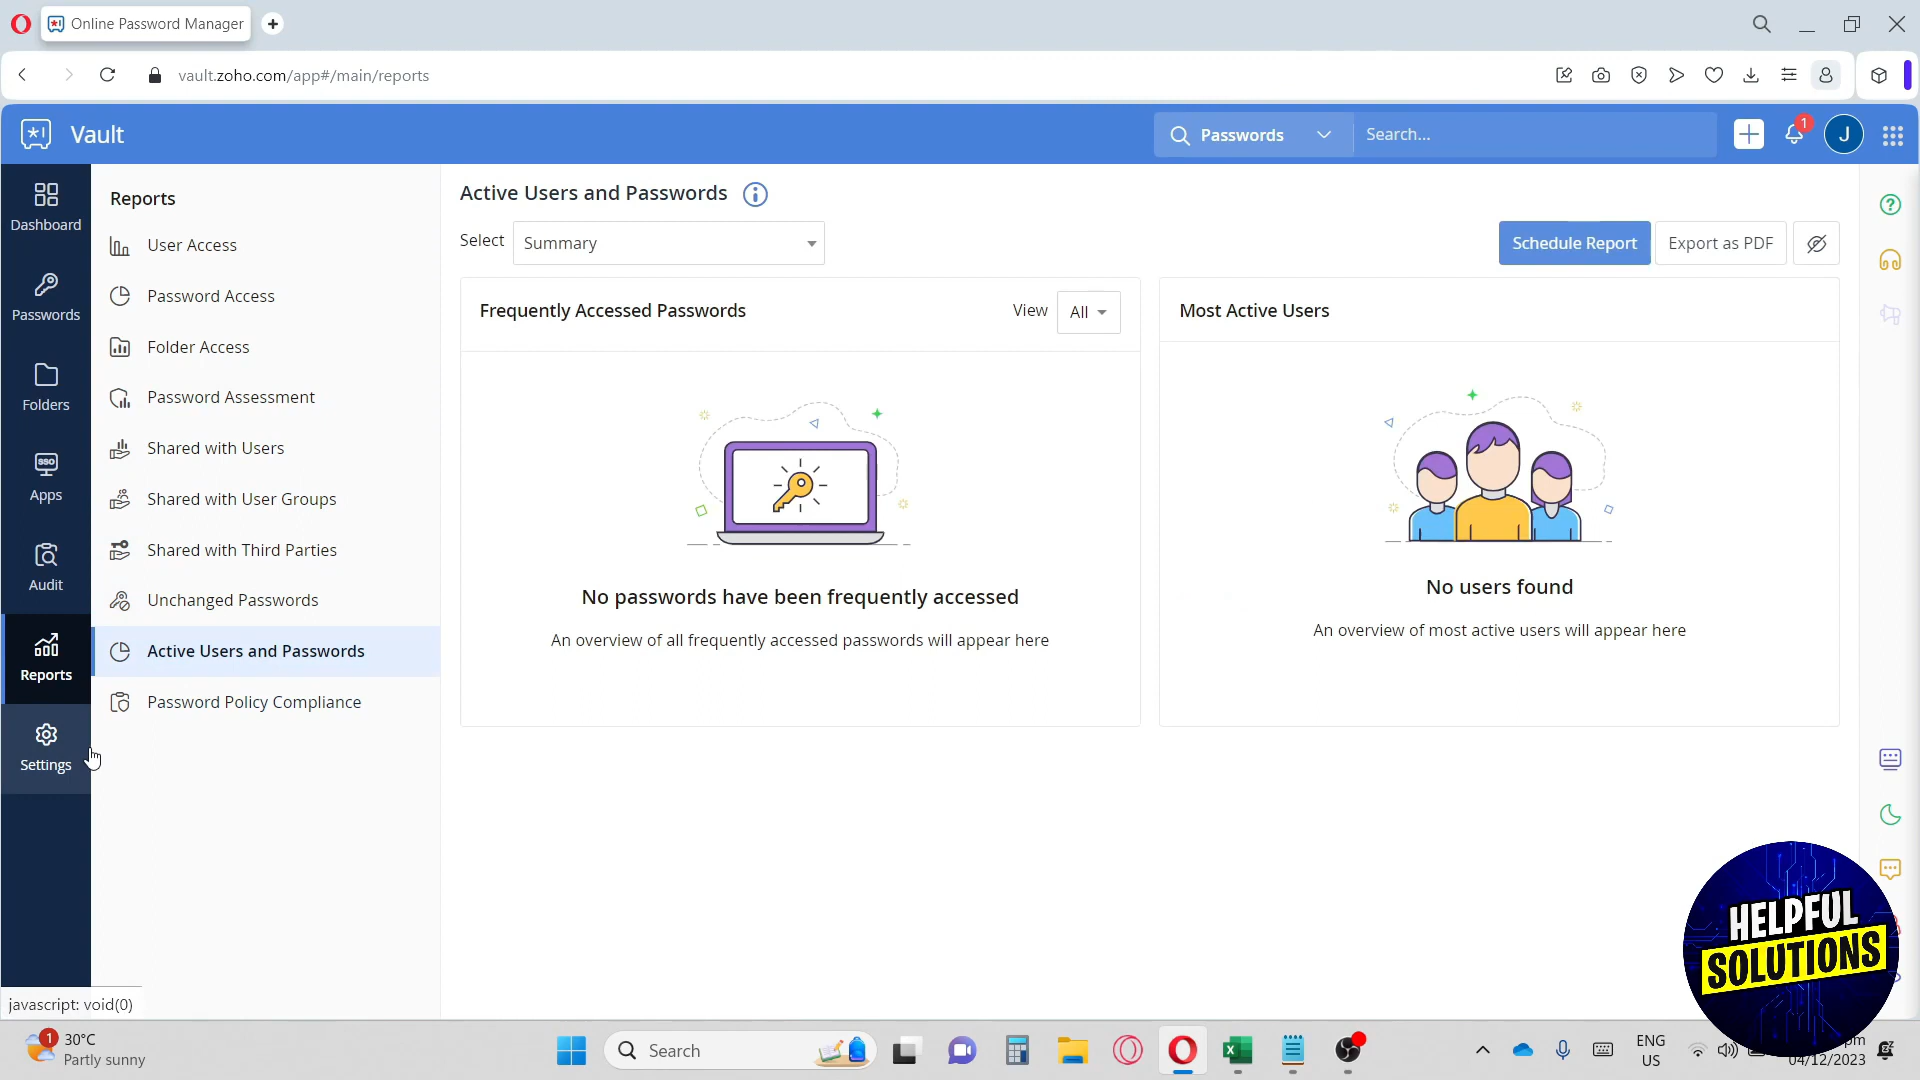 Online Password Manager
vault.zoho.com/app#/main/reports
Vault
Passwords
Search...
1
J
Dashboard
Passwords
Folders
SSO
Apps
Audit
Reports
Settings
Reports
User Access
Password Access
Folder Access
Password Assessment
Shared with Users
Shared with User Groups
Shared with Third Parties
Unchanged Passwords
Active Users and Passwords
Password Policy Compliance
Active Users and Passwords
Select
Summary
Schedule Report
Export as PDF
Frequently Accessed Passwords
View
All
No passwords have been frequently accessed
An overview of all frequently accessed passwords will appear here
Most Active Users
No users found
An overview of most active users will appear here
HELPFUL
SOLUTIONS
javascript: void(0)
1
30°C
Partly sunny
Search
ENG
US
pm
04/12/2023